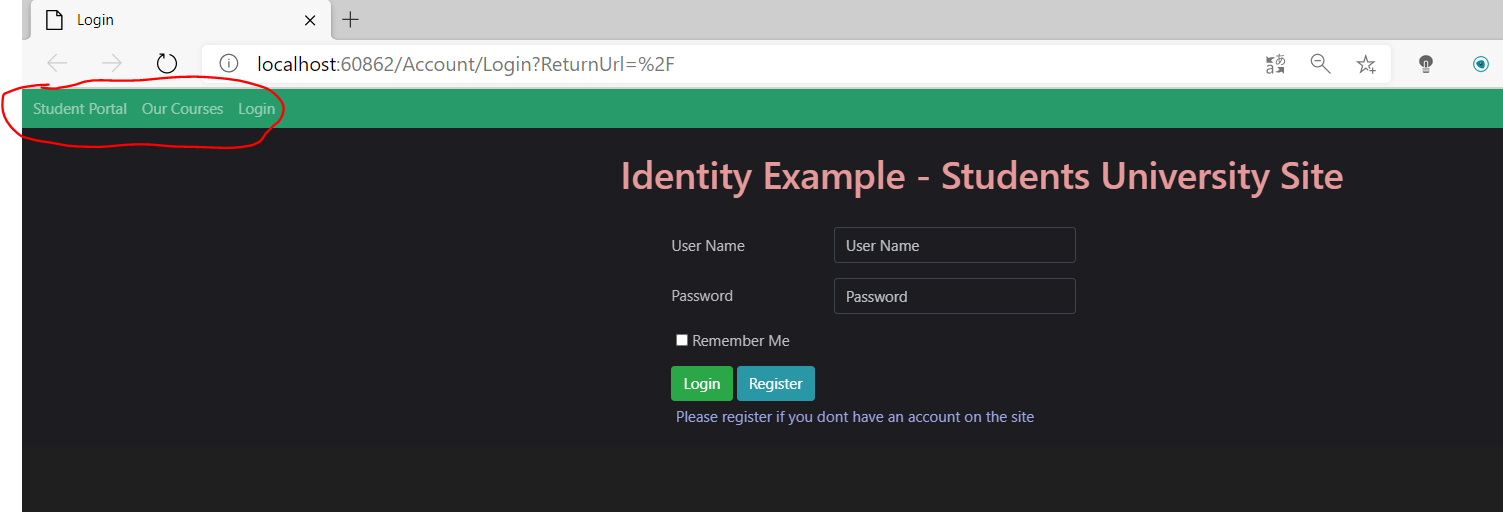 Login
localhost:60862/Account/Login?ReturnUrl=%2F
Student Portal Our Courses Login
Identity Example - Students University Site
User Name User Name
Password Password
Remember Me
Login Register
Please register if you dont have an account on the site